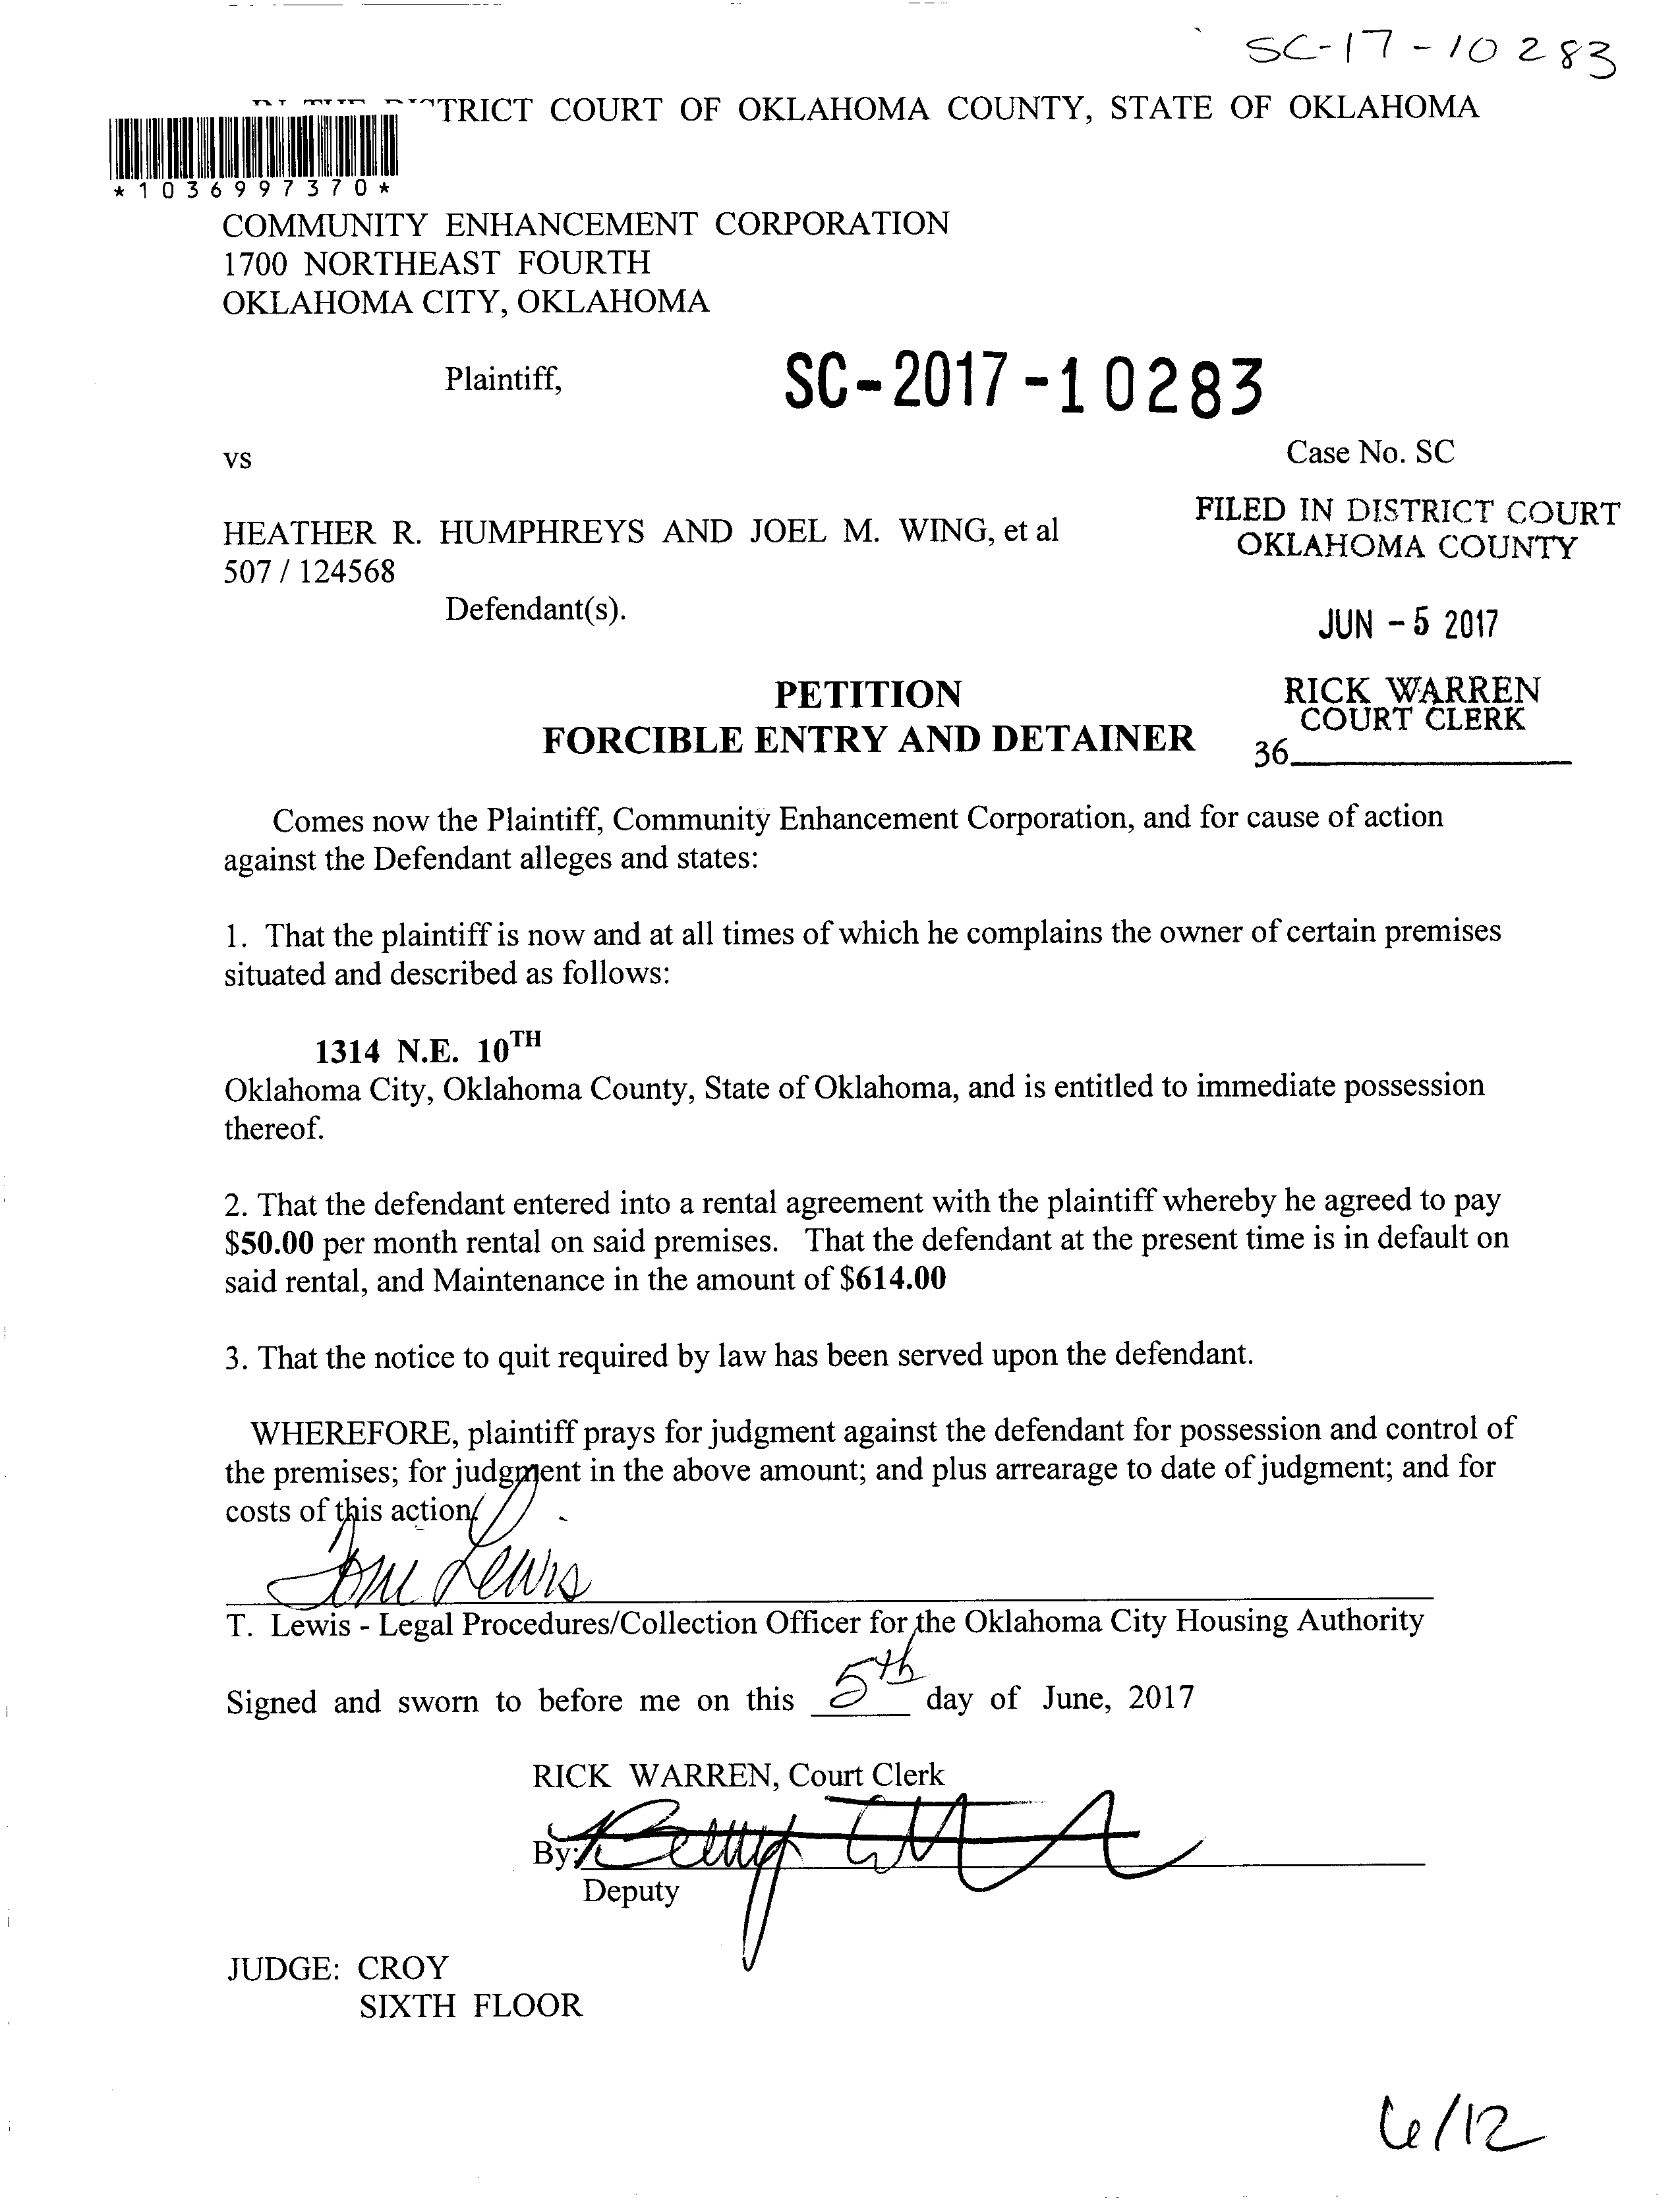 SC-17-10283
IN THE DISTRICT COURT OF OKLAHOMA COUNTY, STATE OF OKLAHOMA
*1036997370*
COMMUNITY ENHANCEMENT CORPORATION
1700 NORTHEAST FOURTH
OKLAHOMA CITY, OKLAHOMA
Plaintiff,
SC-2017-10283
vs
Case No. SC
HEATHER R. HUMPHREYS AND JOEL M. WING, et al
507 / 124568
Defendant(s).
FILED IN DISTRICT COURT
OKLAHOMA COUNTY
JUN - 5 2017
RICK WARREN
COURT CLERK
36
PETITION
FORCIBLE ENTRY AND DETAINER
Comes now the Plaintiff, Community Enhancement Corporation, and for cause of action
against the Defendant alleges and states:
1. That the plaintiff is now and at all times of which he complains the owner of certain premises
situated and described as follows:
1314 N.E. 10TH
Oklahoma City, Oklahoma County, State of Oklahoma, and is entitled to immediate possession
thereof.
2. That the defendant entered into a rental agreement with the plaintiff whereby he agreed to pay
$50.00 per month rental on said premises. That the defendant at the present time is in default on
said rental, and Maintenance in the amount of $614.00
3. That the notice to quit required by law has been served upon the defendant.
WHEREFORE, plaintiff prays for judgment against the defendant for possession and control of
the premises; for judgment in the above amount; and plus arrearage to date of judgment; and for
costs of this action.
Lewis
T. Lewis - Legal Procedures/Collection Officer for the Oklahoma City Housing Authority
Signed and sworn to before me on this 5th day of June, 2017
RICK WARREN, Court Clerk
By:
Deputy
JUDGE: CROY
SIXTH FLOOR
6/12